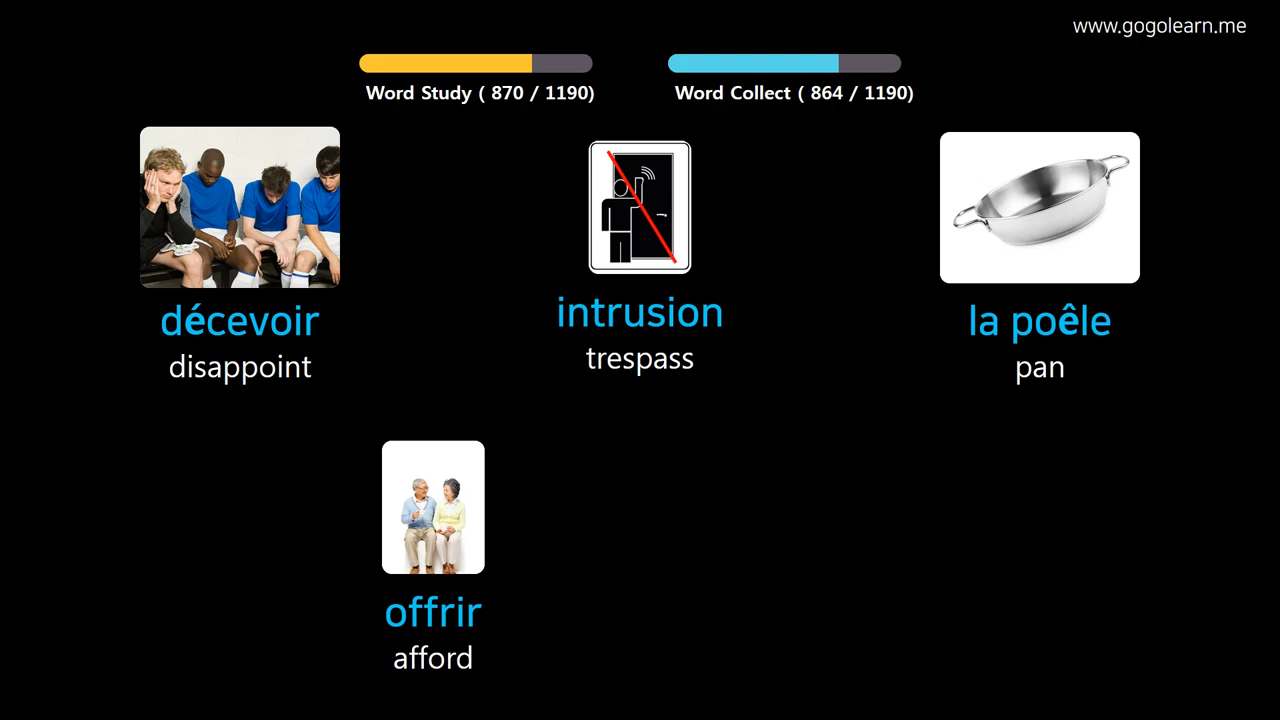 www.gogolearn.me
Word Study ( 870 / 1190)
Word Collect ( 864 / 1190)
décevoir
disappoint
intrusion
trespass
la poêle
pan
offrir
afford